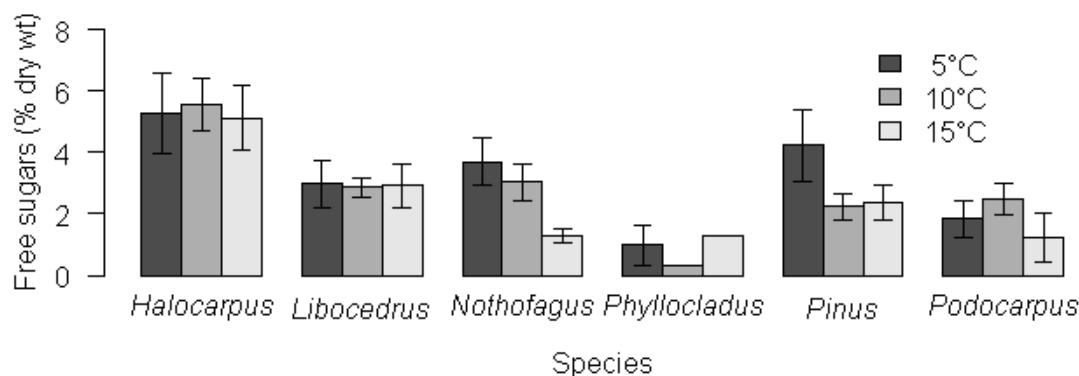 Free sugars (% dry wt)
8
6
4
2
0
5°C
10°C
15°C
Halocarpus
Libocedrus
Nothofagus
Phyllocladus
Pinus
Podocarpus
Species